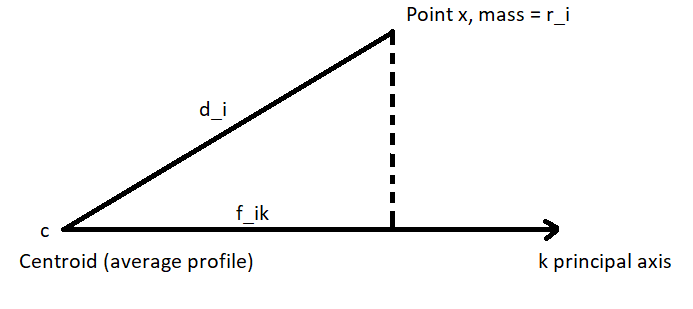 Point x, mass = r_i
d_i
f_ik
c
Centroid (average profile)
k principal axis